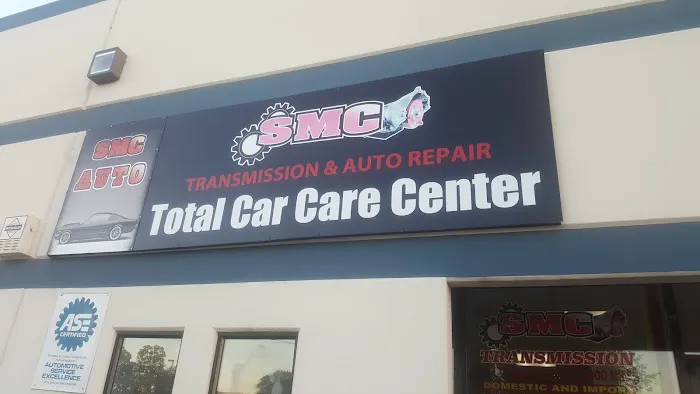 SMC
AUTO
SMC
TRANSMISSION & AUTO REPAIR
Total Car Care Center
ASE
CERTIFIED
AUTOMOTIVE
SERVICE
EXCELLENCE
SMC
TRANSMISSION
DOMESTIC AND IMPORT